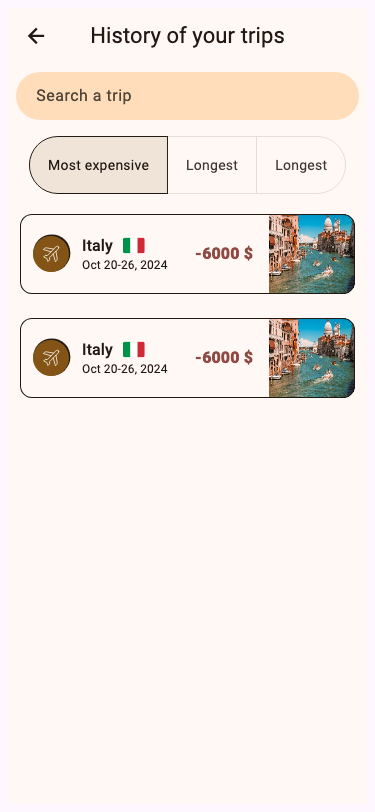 History of your trips
Search a trip
Most expensive
Longest
Longest
Italy
-6000 $
Oct 20-26, 2024
Italy
-6000 $
Oct 20-26, 2024